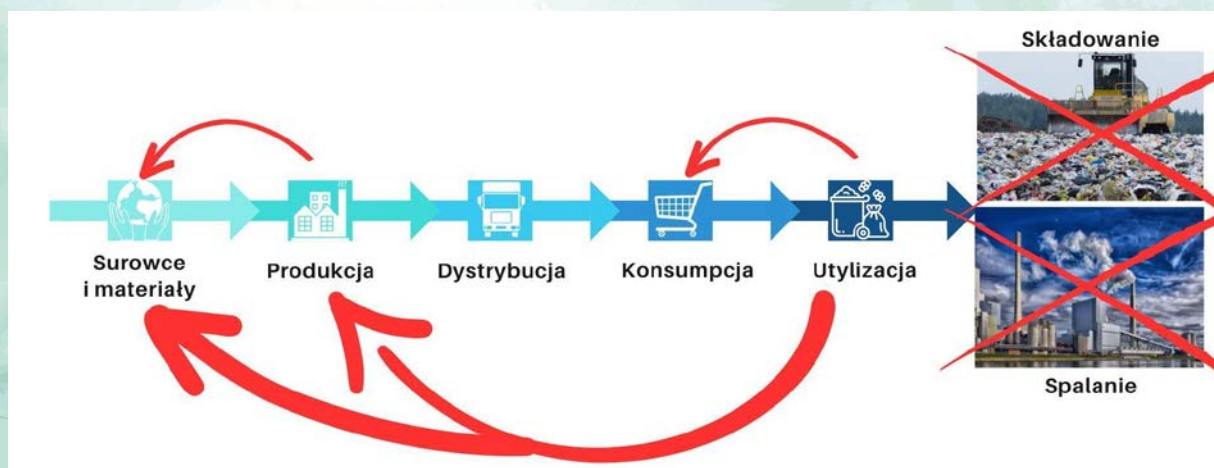 Składowanie
Surowce
i materiały
Produkcja
Dystrybucja
Konsumpcja
Utylizacja
Spalanie